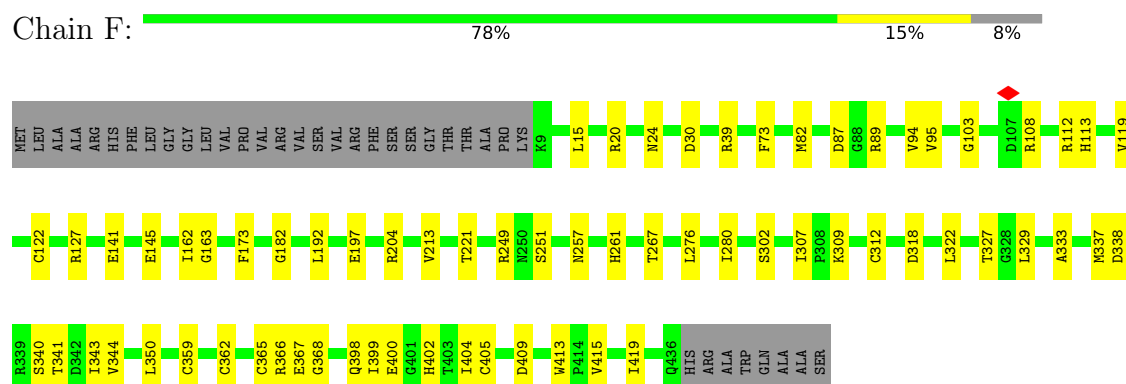 Chain F:
78% 15% 8%
MET LEU ALA ALA ARG HIS PHE LEU GLY GLY LEU VAL PRO VAL ARG VAL SER VAL ARG PHE SER SER GLY THR THR ALA PRO LYS K9 L15 R20 N24 D30 R39 F73 M82 D87 G88 R89 V94 V95 G103 D107 R108 R112 H113 V119
C122 R127 E141 E145 I162 G163 F173 G182 L192 E197 R204 V213 T221 R249 N250 S251 N257 H261 T267 L276 I280 S302 I307 P308 K309 C312 D318 L322 T327 G328 L329 A333 M337 D338
R339 S340 T341 D342 I343 V344 L350 C359 C362 C365 R366 E367 G368 Q398 I399 E400 G401 H402 T403 I404 C405 D409 W413 P414 V415 I419 Q436 HIS ARG ALA TRP GLN ALA ALA SER